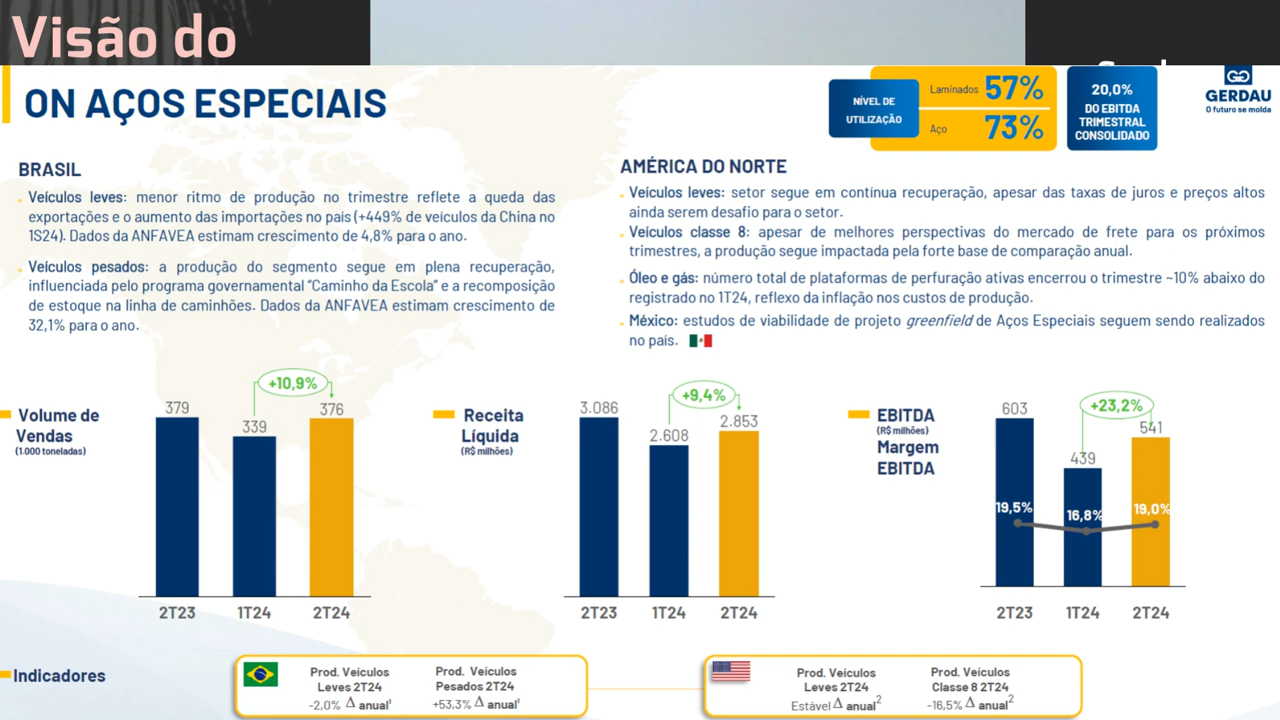 Visão do
ON AÇOS ESPECIAIS
NÍVEL DE
UTILIZAÇÃO
Laminados 57%
Aço 73%
20,0%
DO EBITDA
TRIMESTRAL
CONSOLIDADO
GERDAU
O futuro se molda
BRASIL
Veículos leves: menor ritmo de produção no trimestre reflete a queda das
exportações e o aumento das importações no país (+449% de veículos da China no
1S24). Dados da ANFAVEA estimam crescimento de 4,8% para o ano.
Veículos pesados: a produção do segmento segue em plena recuperação,
influenciada pelo programa governamental "Caminho da Escola" e a recomposição
de estoque na linha de caminhões. Dados da ANFAVEA estimam crescimento de
32,1% para o ano.
AMÉRICA DO NORTE
Veículos leves: setor segue em contínua recuperação, apesar das taxas de juros e preços altos
ainda serem desafio para o setor.
Veículos classe 8: apesar de melhores perspectivas do mercado de frete para os próximos
trimestres, a produção segue impactada pela forte base de comparação anual.
Óleo e gás: número total de plataformas de perfuração ativas encerrou o trimestre ~10% abaixo do
registrado no 1T24, reflexo da inflação nos custos de produção.
México: estudos de viabilidade de projeto greenfield de Aços Especiais seguem sendo realizados
no país.
Volume de
Vendas
(1.000 toneladas)
+10,9%
379
339
376
2T23
1T24
2T24
Receita
Líquida
(R$ milhões)
+9,4%
3.086
2.608
2.853
2T23
1T24
2T24
EBITDA
(R$ milhões)
Margem
EBITDA
+23,2%
603
439
541
19,5%
16,8%
19,0%
2T23
1T24
2T24
Indicadores
Prod. Veículos
Leves 2T24
-2,0% Δ anual¹
Prod. Veículos
Pesados 2T24
+53,3% Δ anual¹
Prod. Veículos
Leves 2T24
Estável Δ anual²
Prod. Veículos
Classe 8 2T24
-16,5% Δ anual²